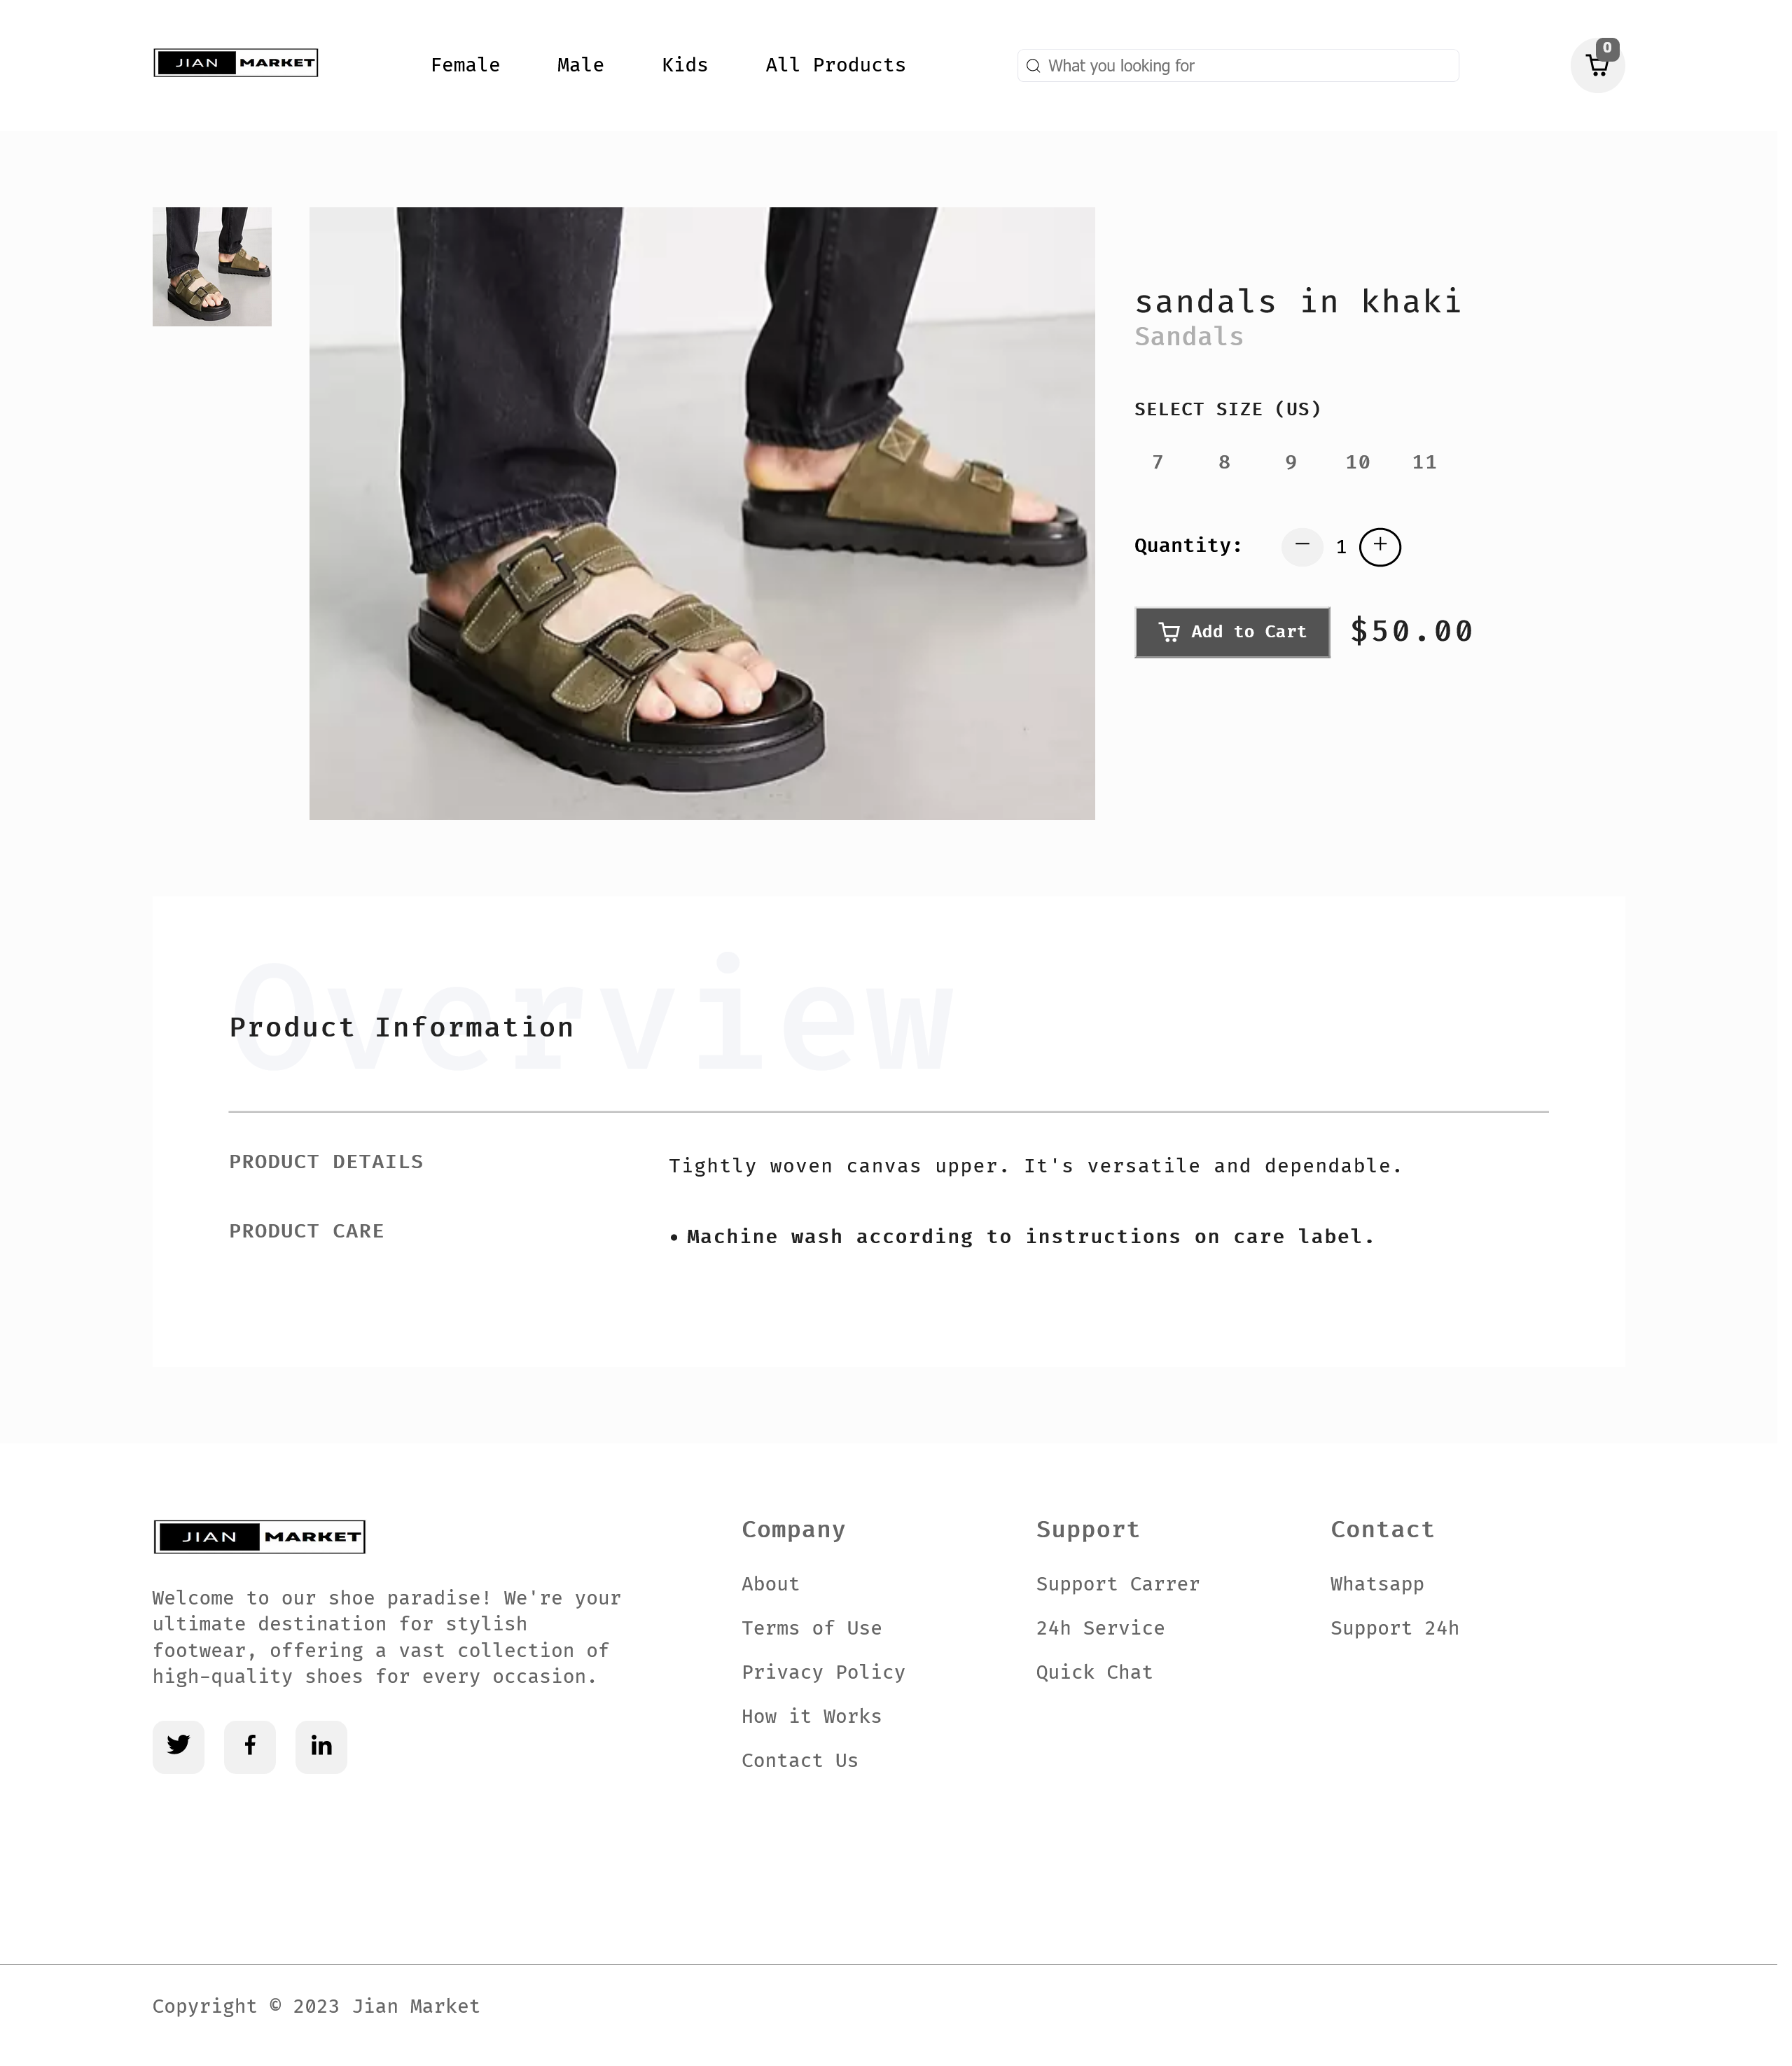 JIAN MARKET
Female
Male
Kids
All Products
What you looking for
0
sandals in khaki
Sandals
SELECT SIZE (US)
7 8 9 10 11
Quantity: 1
Add to Cart
$50.00
Overview
Product Information
PRODUCT DETAILS
Tightly woven canvas upper. It's versatile and dependable.
PRODUCT CARE
• Machine wash according to instructions on care label.
JIAN MARKET
Welcome to our shoe paradise! We're your
ultimate destination for stylish
footwear, offering a vast collection of
high-quality shoes for every occasion.
Company
About
Terms of Use
Privacy Policy
How it Works
Contact Us
Support
Support Carrer
24h Service
Quick Chat
Contact
Whatsapp
Support 24h
Copyright © 2023 Jian Market